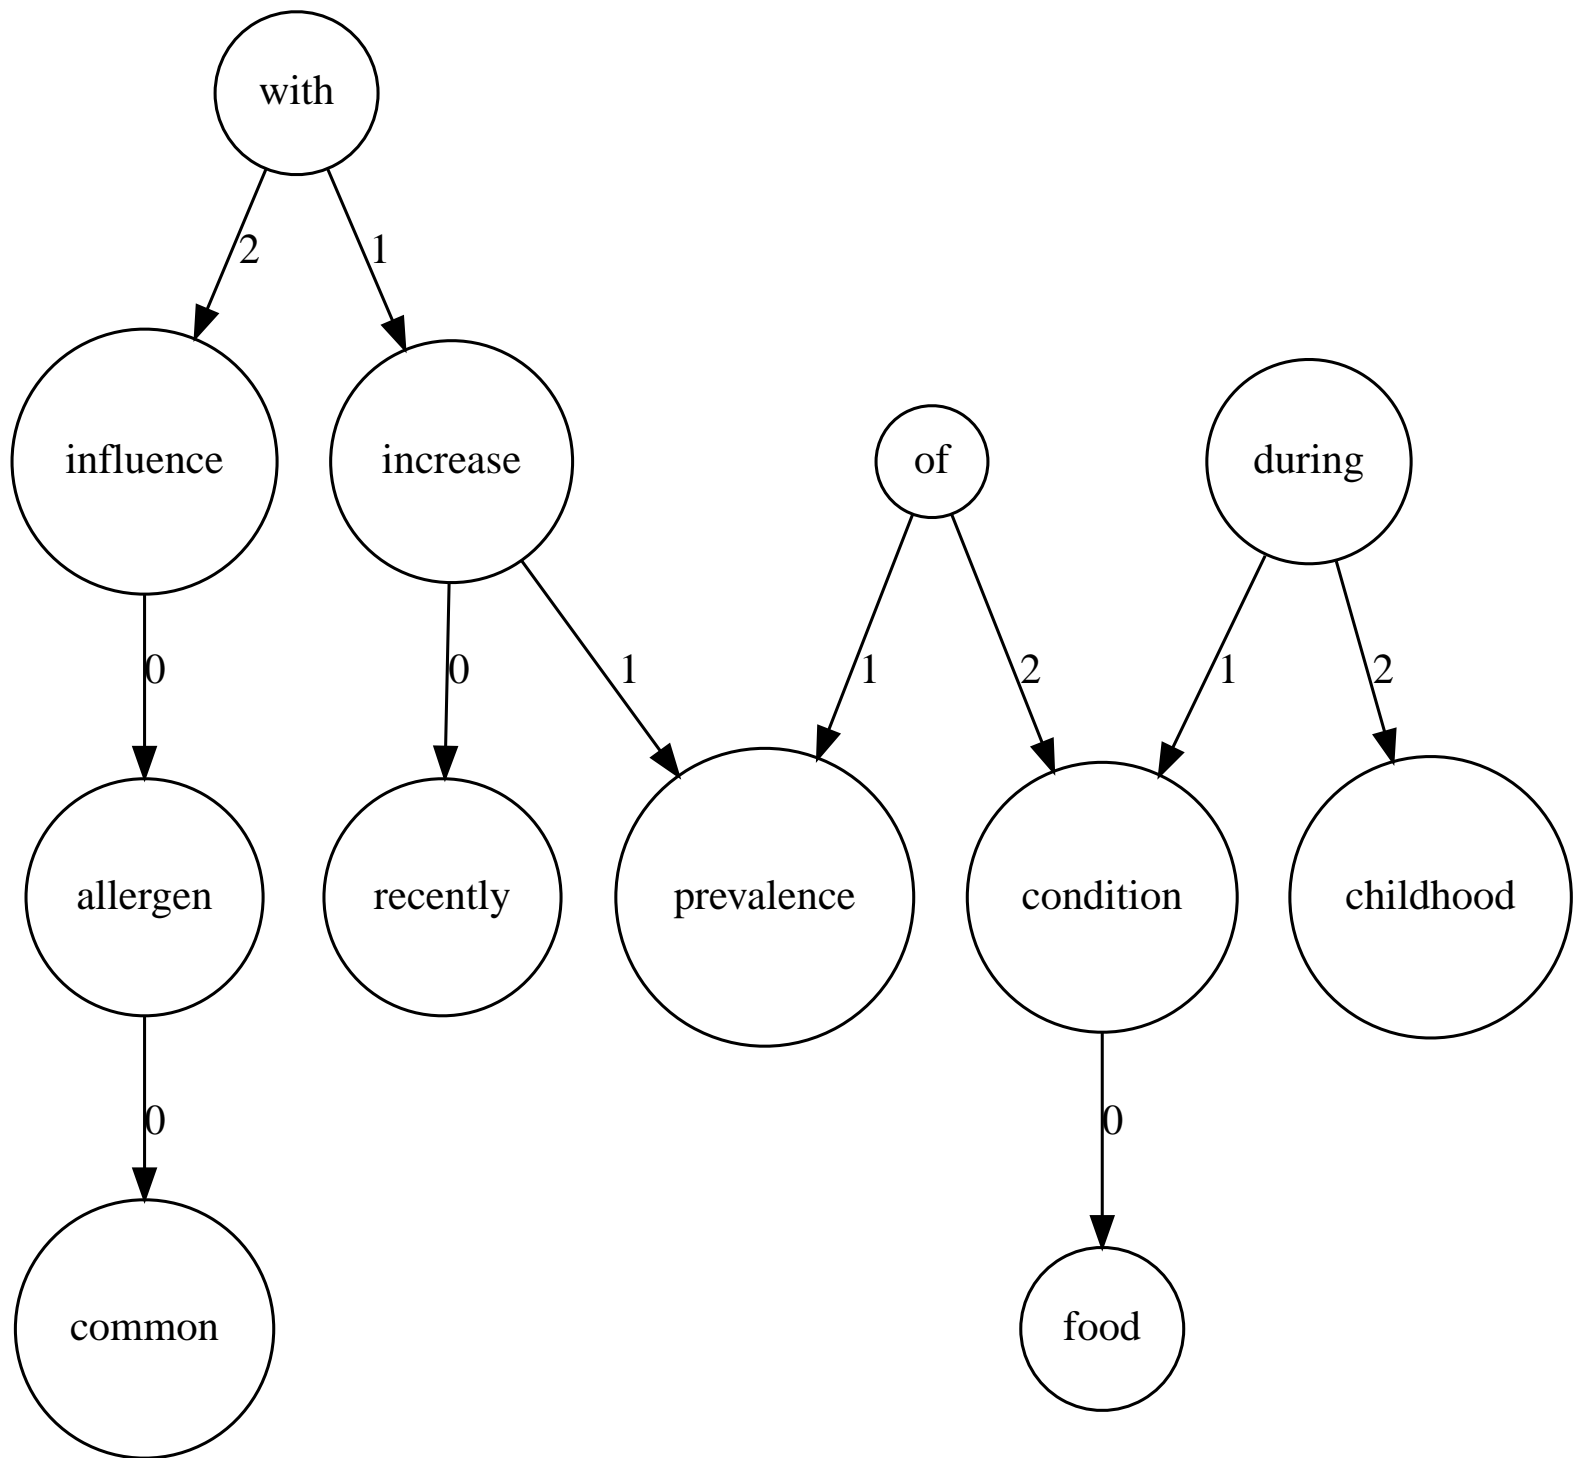 with
2 1
influence increase of during
0 0 1 1 2 1 2
allergen recently prevalence condition childhood
0 0
common food